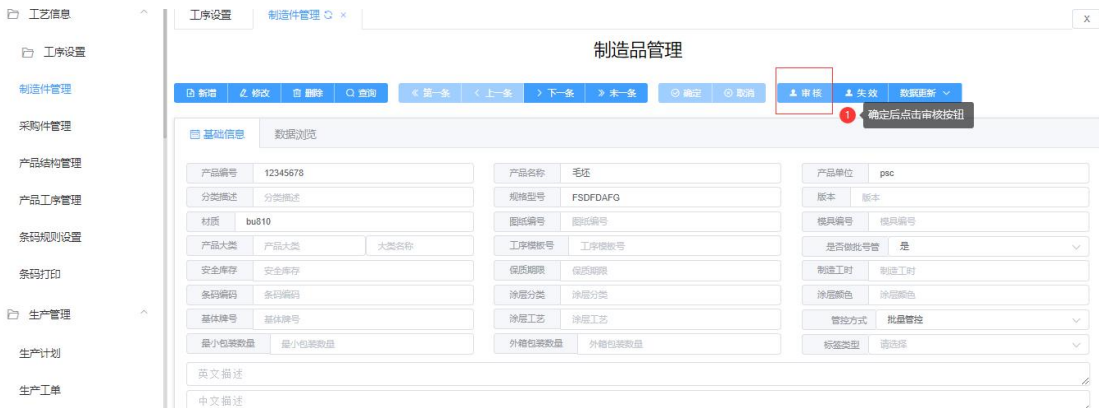 工艺信息
工序设置
制造件管理
采购件管理
产品结构管理
产品工序管理
条码规则设置
条码打印
生产管理
生产计划
生产工单
工序设置 制造件管理 ×
X
制造品管理
新增 修改 删除 查询 第一条 上一条 下一条 末一条 确定 取消 审核 失效 数据更新
1 确定后点击审核按钮
基础信息 数据浏览
产品编号 12345678 产品名称 毛坯 产品单位 psc
分类描述 分类描述 规格型号 FSDFDAFG 版本 版本
材质 bu810 图纸编号 图纸编号 模具编号 模具编号
产品大类 产品大类 大类名称 工序模板号 工序模板号 是否做批号管 是
安全库存 安全库存 保质期限 保质期限 制造工时 制造工时
条码编码 条码编码 涂层分类 涂层分类 涂层颜色 涂层颜色
基体牌号 基体牌号 涂层工艺 涂层工艺 管控方式 批量管控
最小包装数量 最小包装数量 外箱包装数量 外箱包装数量 标签类型 请选择
英文描述
中文描述